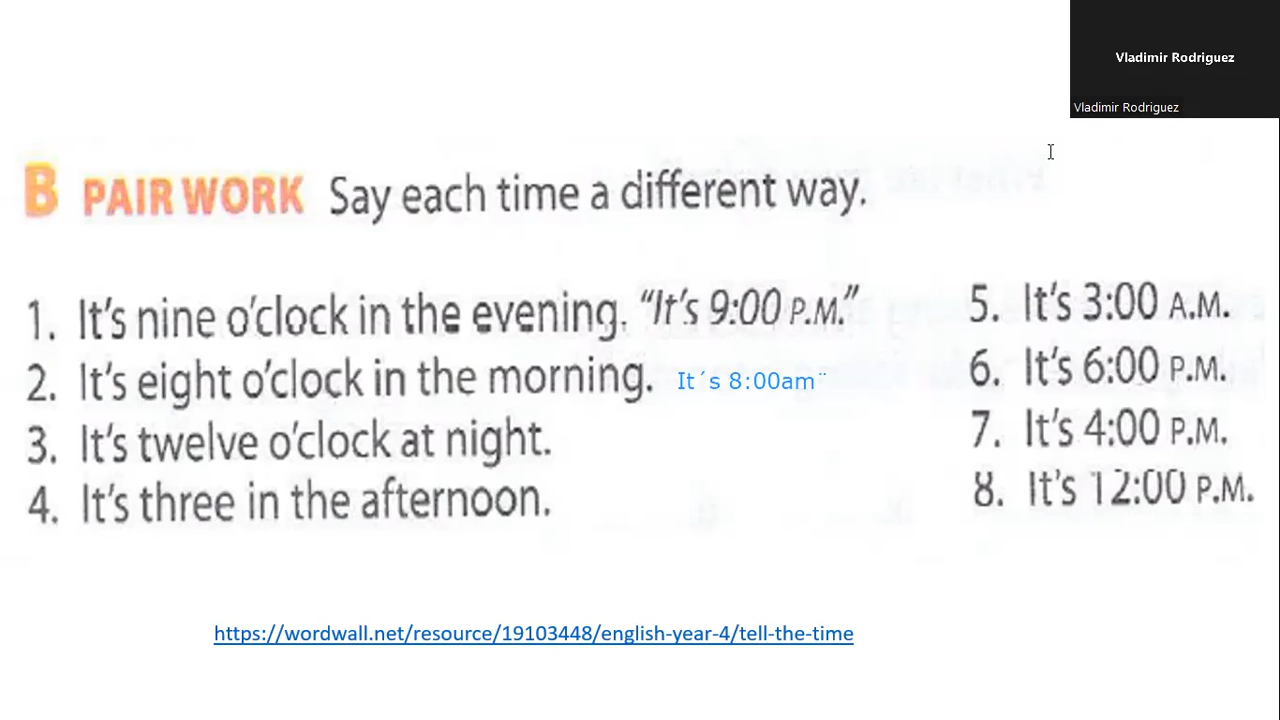 Vladimir Rodriguez
Vladimir Rodriguez
B PAIR WORK Say each time a different way.
1. It's nine o'clock in the evening. “It's 9:00 P.M.”
2. It's eight o'clock in the morning. It´s 8:00am¨
3. It's twelve o'clock at night.
4. It's three in the afternoon.
5. It's 3:00 A.M.
6. It's 6:00 P.M.
7. It's 4:00 P.M.
8. It's 12:00 P.M.
https://wordwall.net/resource/19103448/english-year-4/tell-the-time